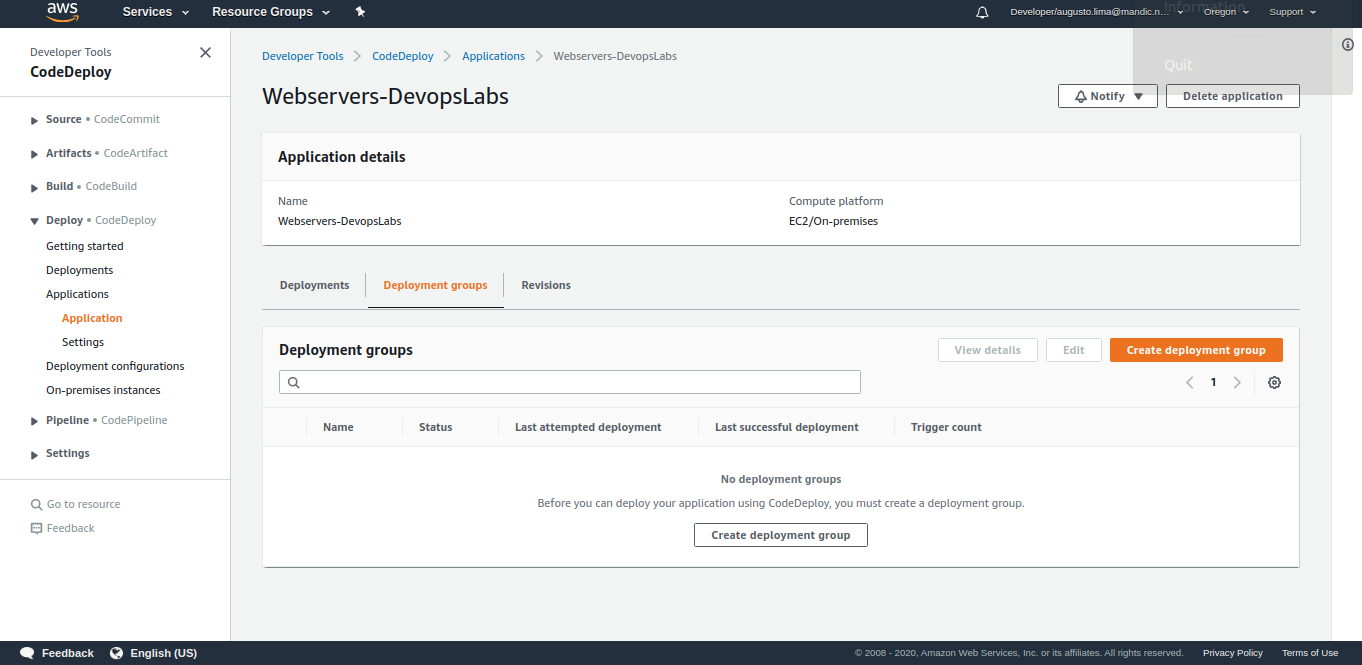 aws
Services
Resource Groups
Developer/augusto.lima@mandic.n...
Oregon
Support
Information
Quit
Developer Tools
CodeDeploy
Source • CodeCommit
Artifacts • CodeArtifact
Build • CodeBuild
Deploy • CodeDeploy
Getting started
Deployments
Applications
Application
Settings
Deployment configurations
On-premises instances
Pipeline • CodePipeline
Settings
Go to resource
Feedback
Developer Tools
CodeDeploy
Applications
Webservers-DevopsLabs
Webservers-DevopsLabs
Notify
Delete application
Application details
Name
Webservers-DevopsLabs
Compute platform
EC2/On-premises
Deployments
Deployment groups
Revisions
Deployment groups
View details
Edit
Create deployment group
1
Name
Status
Last attempted deployment
Last successful deployment
Trigger count
No deployment groups
Before you can deploy your application using CodeDeploy, you must create a deployment group.
Create deployment group
Feedback
English (US)
© 2008 - 2020, Amazon Web Services, Inc. or its affiliates. All rights reserved.
Privacy Policy
Terms of Use